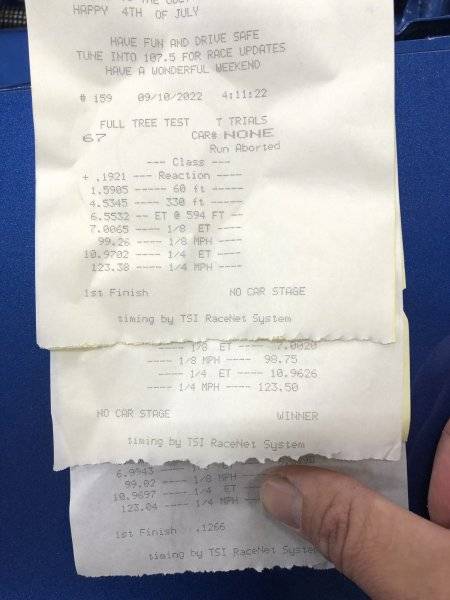 HAPPY 4TH OF JULY
HAVE FUN AND DRIVE SAFE
TUNE INTO 107.5 FOR RACE UPDATES
HAVE A WONDERFUL WEEKEND
# 159 09/10/2022 4:11:22
FULL TREE TEST T TRIALS
67 CAR# NONE
Run Aborted
--- Class ---
+ .1921 --- Reaction ----
1.5905 ----- 60 ft ----
4.5345 ---- 330 ft ----
6.5532 -- ET @ 594 FT --
7.0065 ---- 1/8 ET ----
99.26 ---- 1/8 MPH ----
10.9702 ---- 1/4 ET ----
123.38 ---- 1/4 MPH ----
1st Finish NO CAR STAGE
timing by TSI RaceNet System
---- 1/8 ET ---- 7.0020
---- 1/8 MPH ---- 98.75
---- 1/4 ET ---- 10.9626
---- 1/4 MPH ---- 123.50
NO CAR STAGE WINNER
timing by TSI RaceNet System
6.9943 ----
99.02 ---- 1/8 MPH
10.9697 ---- 1/4 ET
123.04 ---- 1/4 MPH
1st Finish .1266
timing by TSI RaceNet System